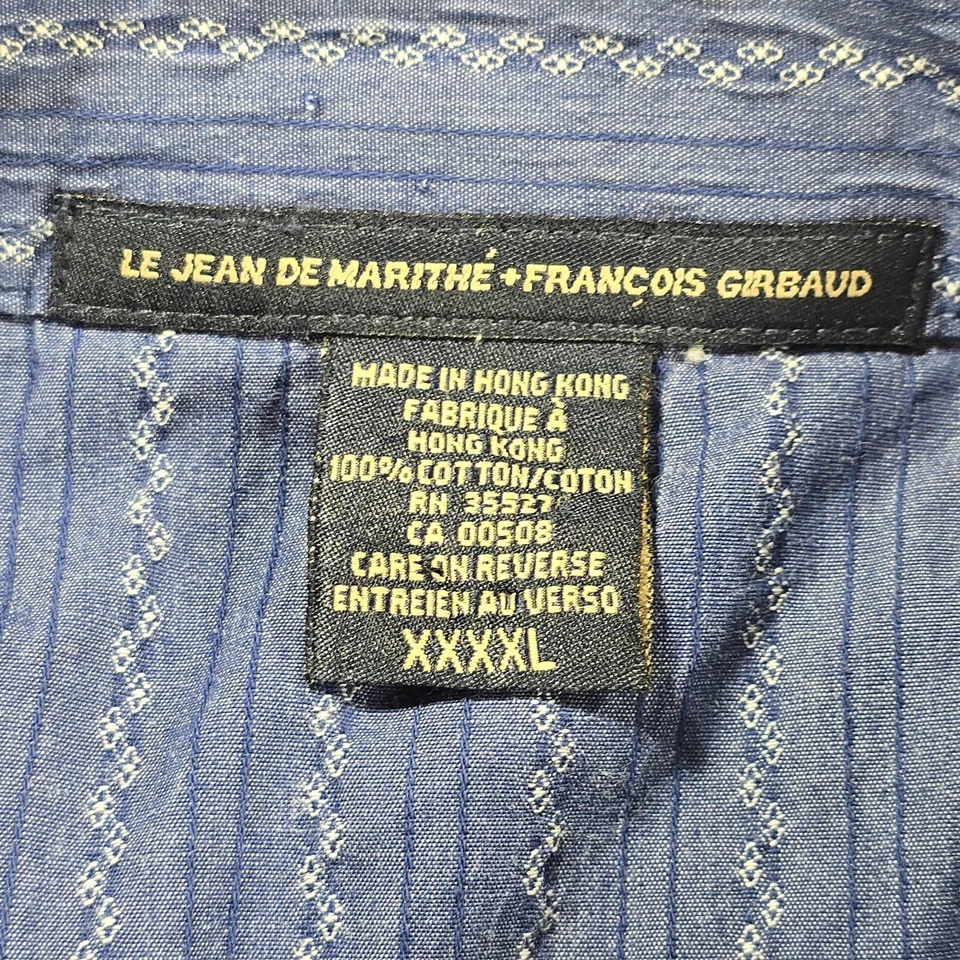 LE JEAN DE MARITHÉ + FRANÇOIS GIRBAUD
MADE IN HONG KONG
FABRIQUE À
HONG KONG
100% COTTON/COTON
RN 35527
CA 00508
CARE ON REVERSE
ENTREIEN AU VERSO
XXXXL